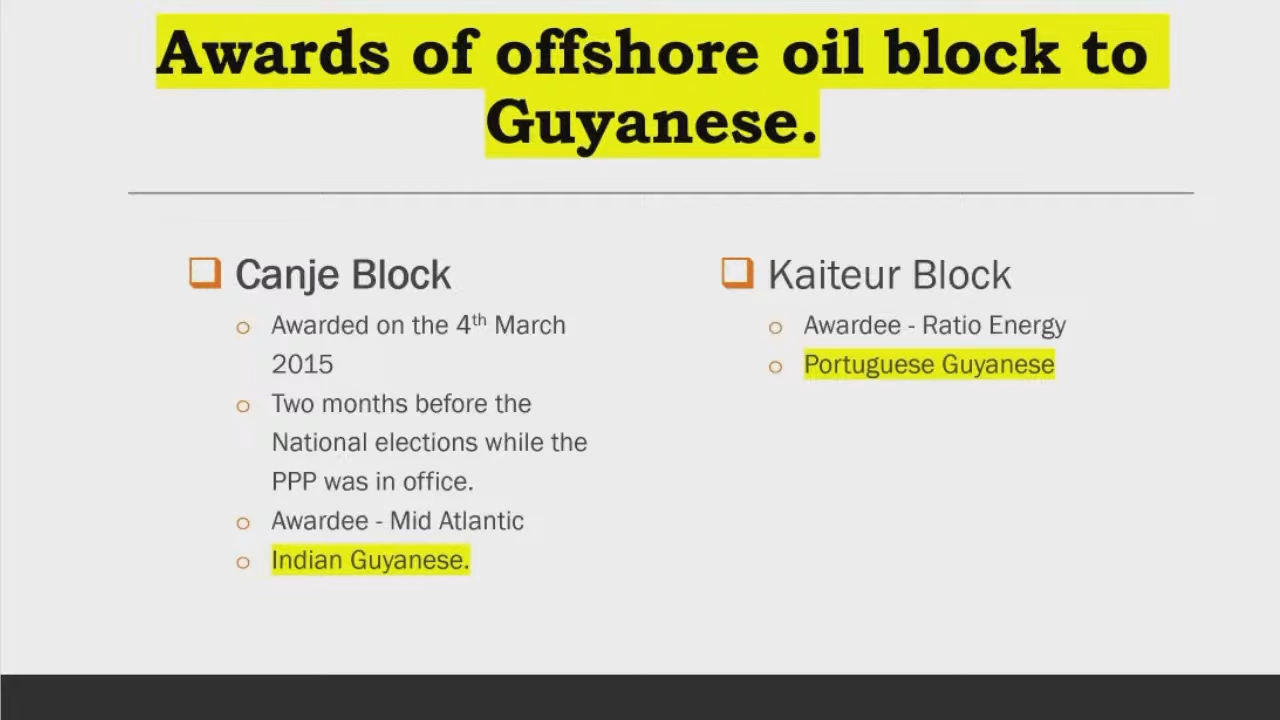 Awards of offshore oil block to
Guyanese.
Canje Block
Awarded on the 4th March
2015
Two months before the
National elections while the
PPP was in office.
Awardee - Mid Atlantic
Indian Guyanese.
Kaiteur Block
Awardee - Ratio Energy
Portuguese Guyanese